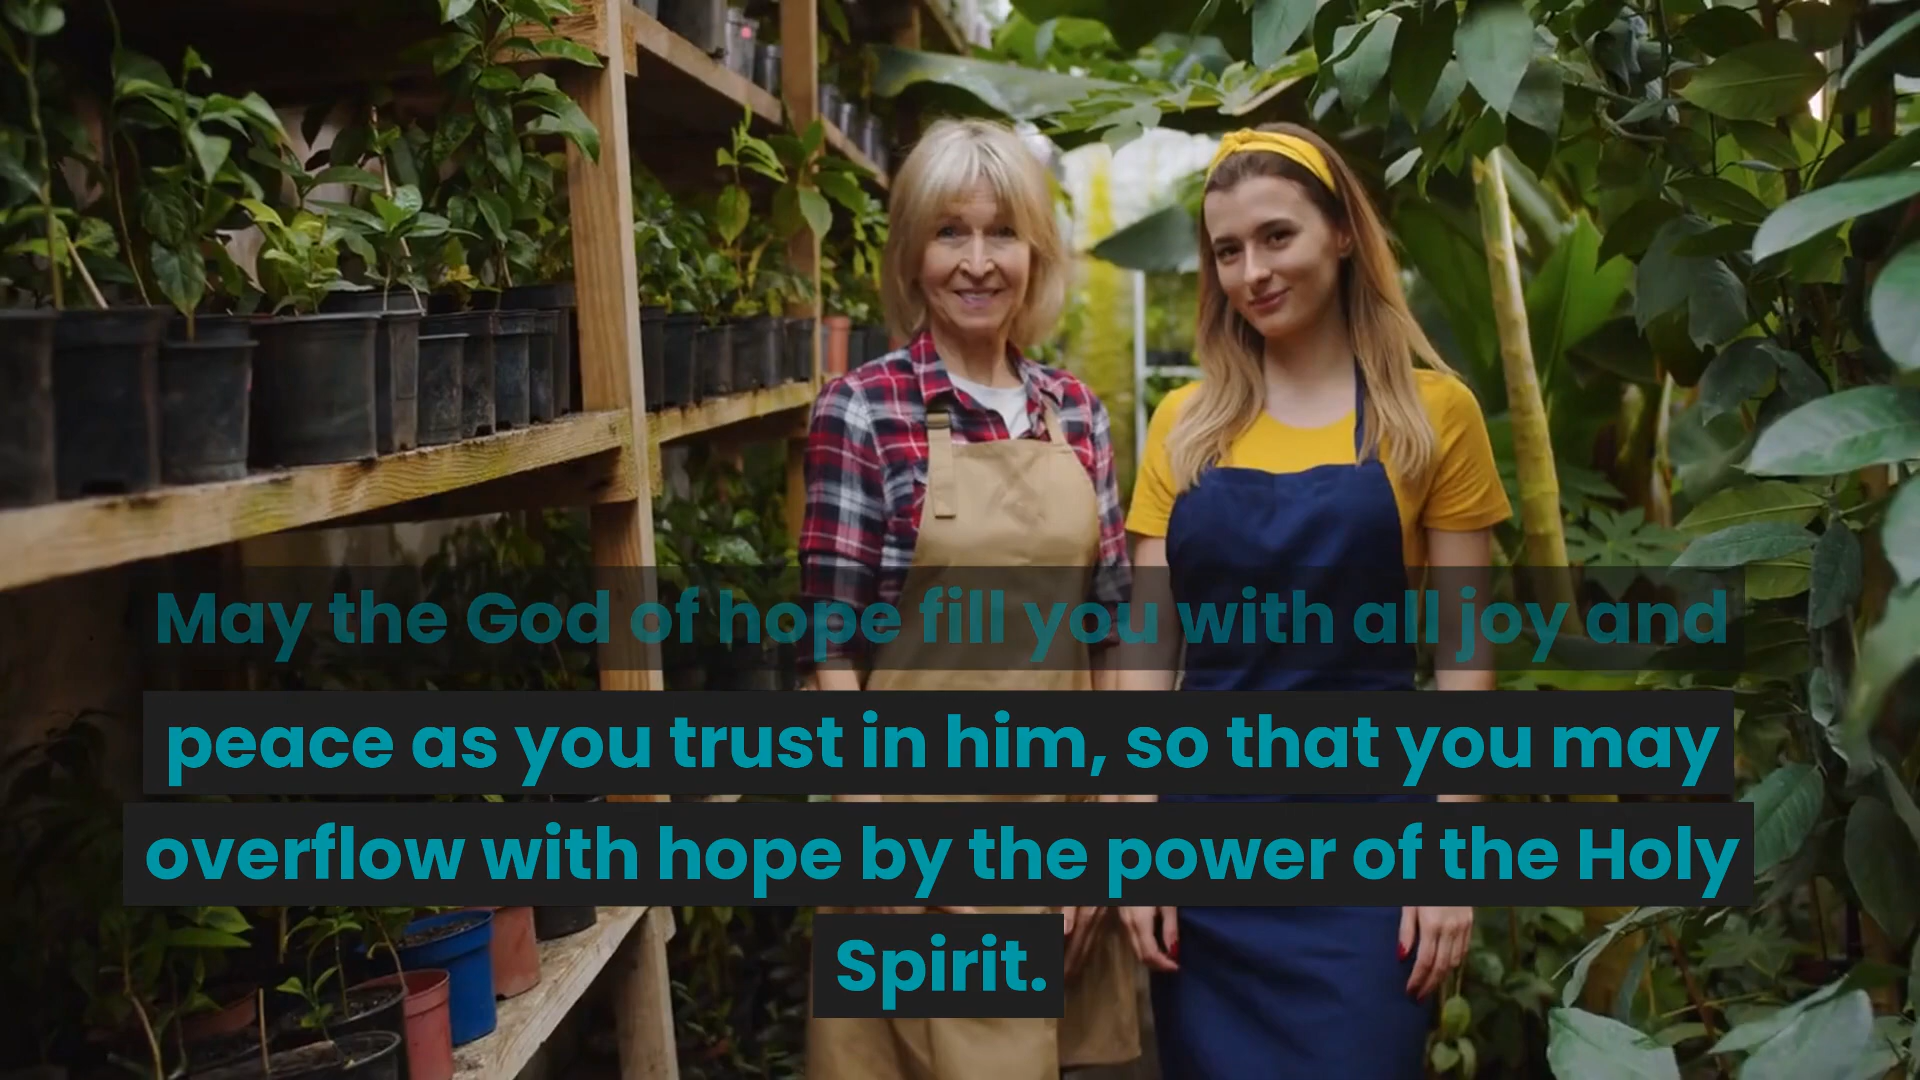 May the God of hope fill you with all joy and
peace as you trust in him, so that you may
overflow with hope by the power of the Holy
Spirit.